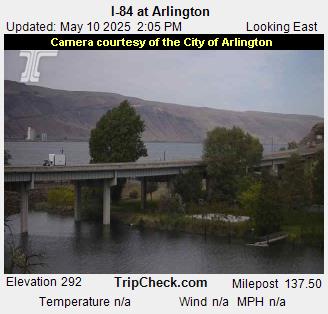 I-84 at Arlington
Updated: May 10 2025  2:05 PM Looking East
Camera courtesy of the City of Arlington
Elevation 292 TripCheck.com Milepost 137.50
Temperature n/a Wind n/a MPH n/a